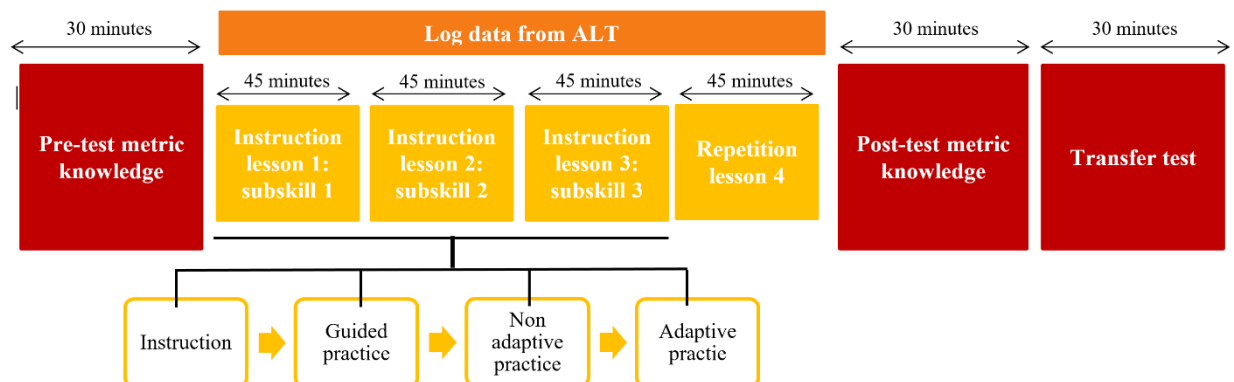 30 minutes
Log data from ALT
30 minutes
30 minutes
45 minutes
45 minutes
45 minutes
45 minutes
Pre-test metric
knowledge
Instruction
lesson 1:
subskill 1
Instruction
lesson 2:
subskill 2
Instruction
lesson 3:
subskill 3
Repetition
lesson 4
Post-test metric
knowledge
Transfer test
Instruction
Guided
practice
Non
adaptive
practice
Adaptive
practie